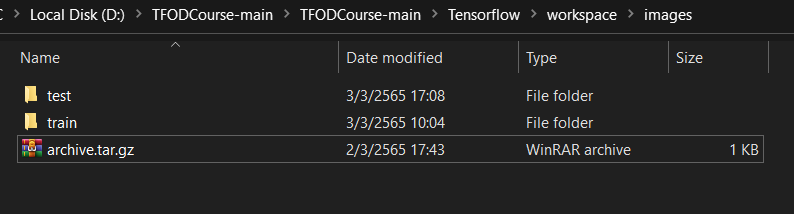 Local Disk (D:) > TFODCourse-main > TFODCourse-main > Tensorflow > workspace > images
Name Date modified Type Size
test 3/3/2565 17:08 File folder
train 3/3/2565 10:04 File folder
archive.tar.gz 2/3/2565 17:43 WinRAR archive 1 KB